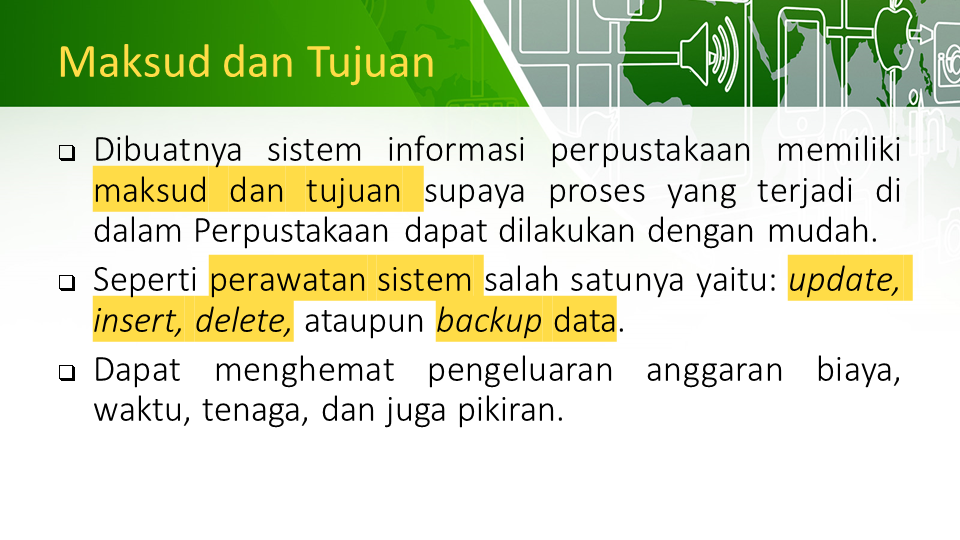 Maksud dan Tujuan
Dibuatnya sistem informasi perpustakaan memiliki
maksud dan tujuan supaya proses yang terjadi di
dalam Perpustakaan dapat dilakukan dengan mudah.
Seperti perawatan sistem salah satunya yaitu: update,
insert, delete, ataupun backup data.
Dapat menghemat pengeluaran anggaran biaya,
waktu, tenaga, dan juga pikiran.